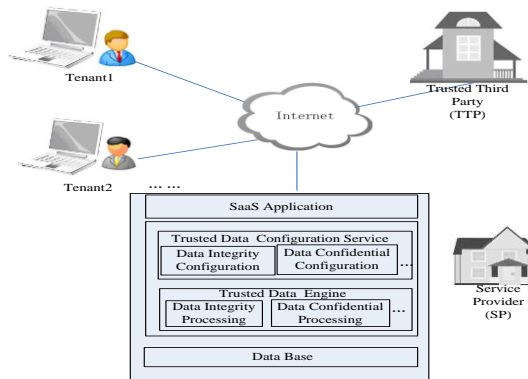 Tenant1
Trusted Third
Party
(TTP)
Internet
Tenant2
... ...
SaaS Application
Trusted Data Configuration Service
Data Integrity
Configuration
Data Confidential
Configuration
...
Trusted Data Engine
Data Integrity
Processing
Data Confidential
Processing
...
Data Base
Service
Provider
(SP)